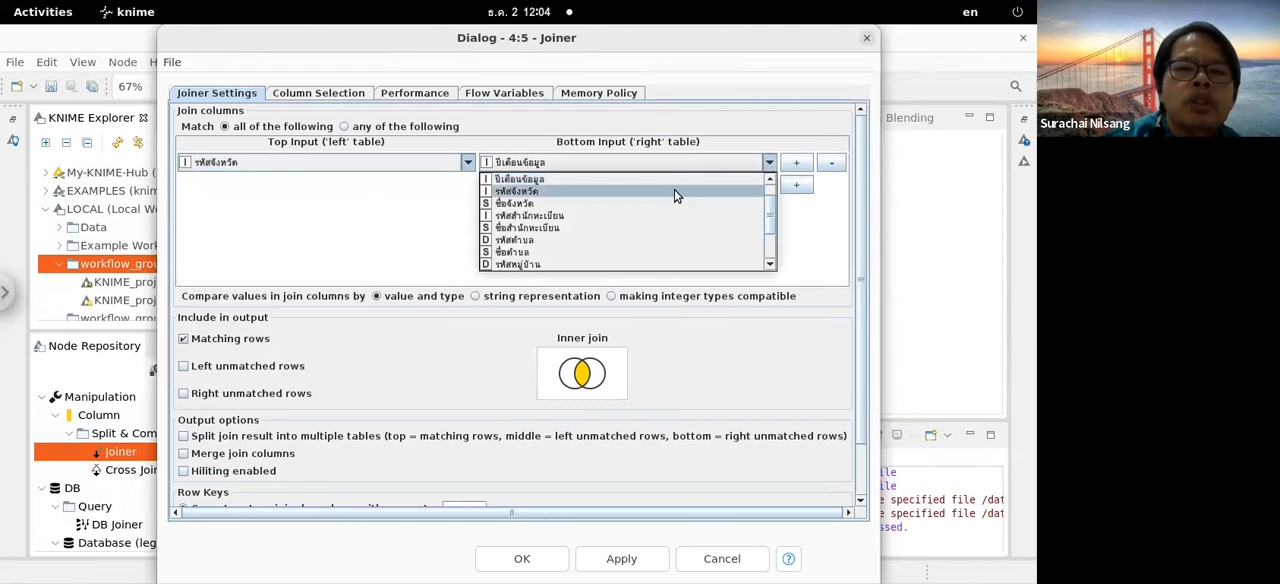 Activities knime ธ.ค. 2 12:04 en
Dialog - 4:5 - Joiner
File Edit View Node H File
67%
Joiner Settings Column Selection Performance Flow Variables Memory Policy
Join columns
KNIME Explorer
Blending
Match all of the following any of the following
Top Input ('left' table) Bottom Input ('right' table)
I รหัสจังหวัด I ปีเดือนข้อมูล + -
My-KNIME-Hub (
I ปีเดือนข้อมูล +
EXAMPLES (knim
I รหัสจังหวัด
S ชื่อจังหวัด
LOCAL (Local W
I รหัสสำนักทะเบียน
Data
S ชื่อสำนักทะเบียน
Example Work
D รหัสตำบล
S ชื่อตำบล
workflow_grou
D รหัสหมู่บ้าน
KNIME_proj
KNIME_proj
Compare values in join columns by value and type string representation making integer types compatible
workflow_grou
Include in output
Matching rows
Inner join
Node Repository
Left unmatched rows
Right unmatched rows
Manipulation
Column
Output options
Split & Com
Split join result into multiple tables (top = matching rows, middle = left unmatched rows, bottom = right unmatched rows)
Joiner
Merge join columns
Cross Join
Hiliting enabled
ile
ile
DB
Row Keys
e specified file /dat
Query
e specified file /dat
DB Joiner
ssed.
Database (leg
OK Apply Cancel ?
Surachai Nilsang